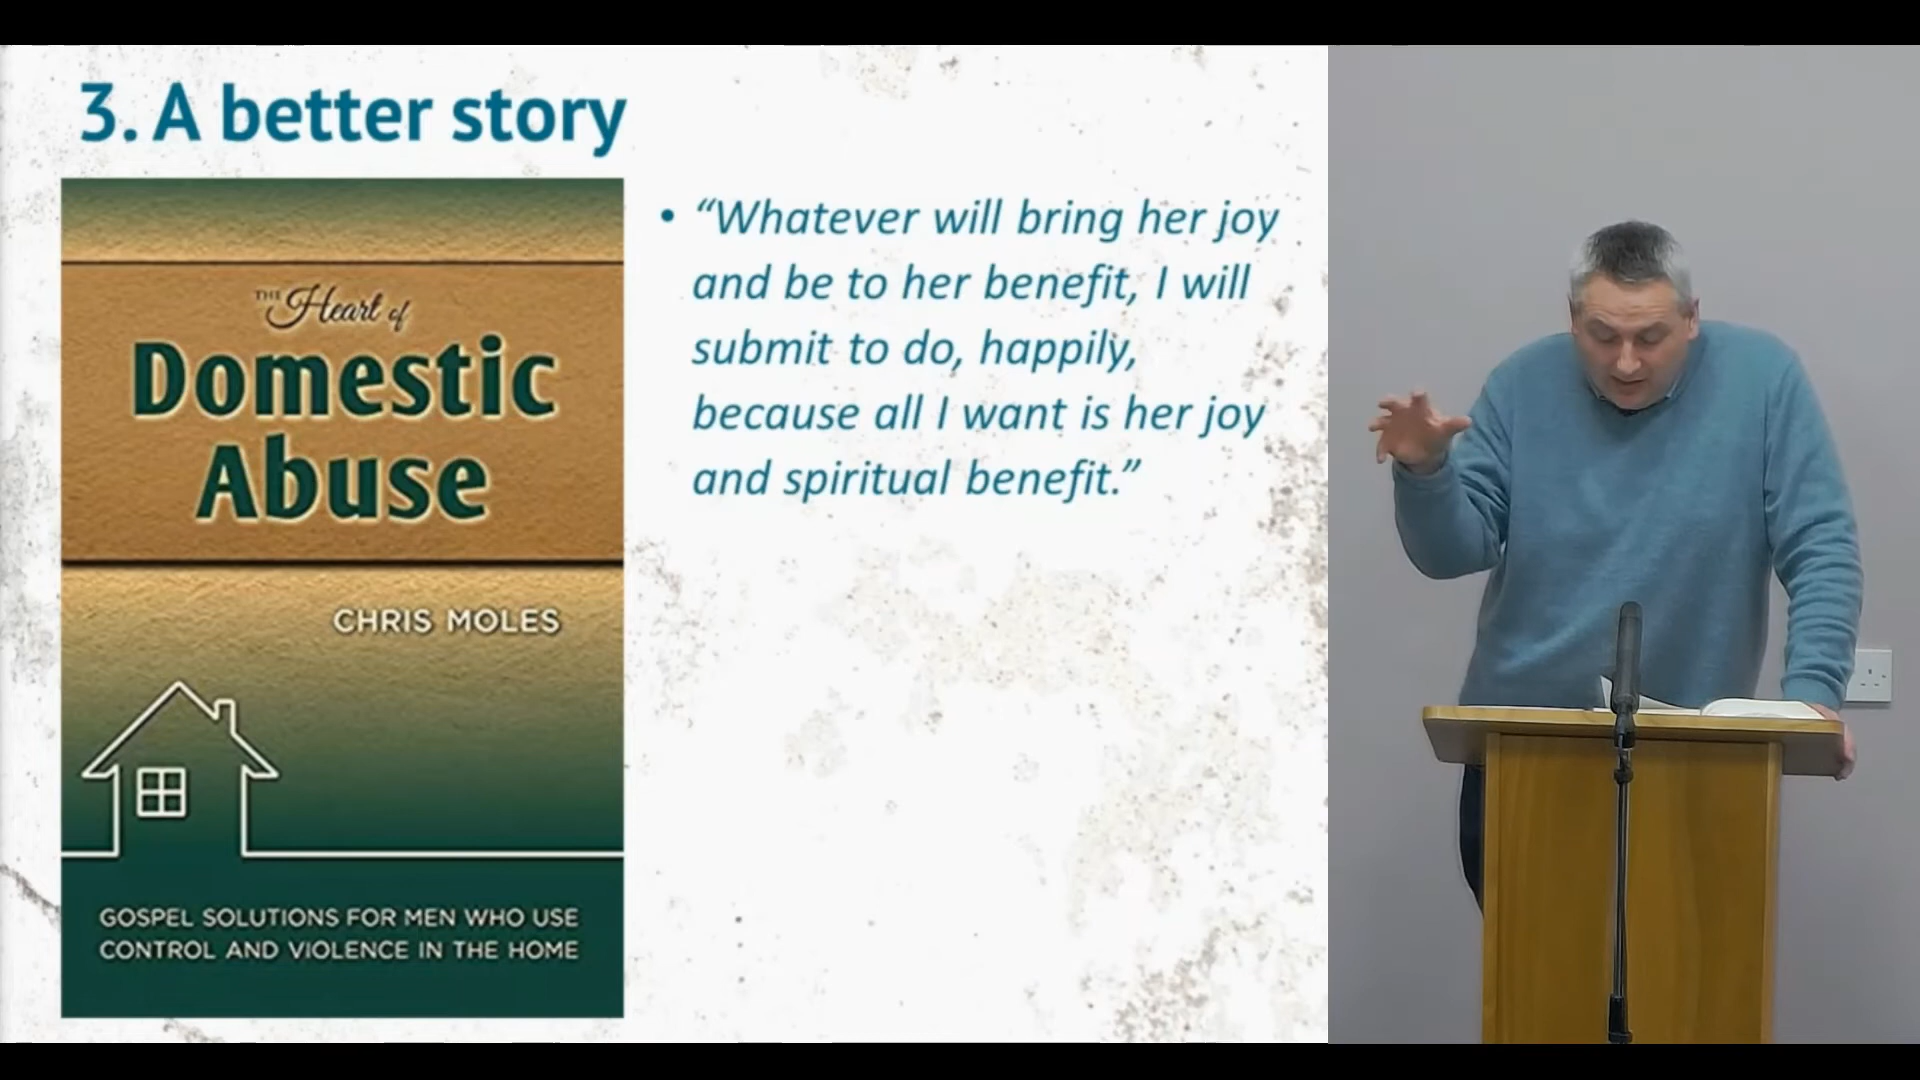 3. A better story
THE Heart of
Domestic
Abuse
CHRIS MOLES
GOSPEL SOLUTIONS FOR MEN WHO USE
CONTROL AND VIOLENCE IN THE HOME
• “Whatever will bring her joy
and be to her benefit, I will
submit to do, happily,
because all I want is her joy
and spiritual benefit.”